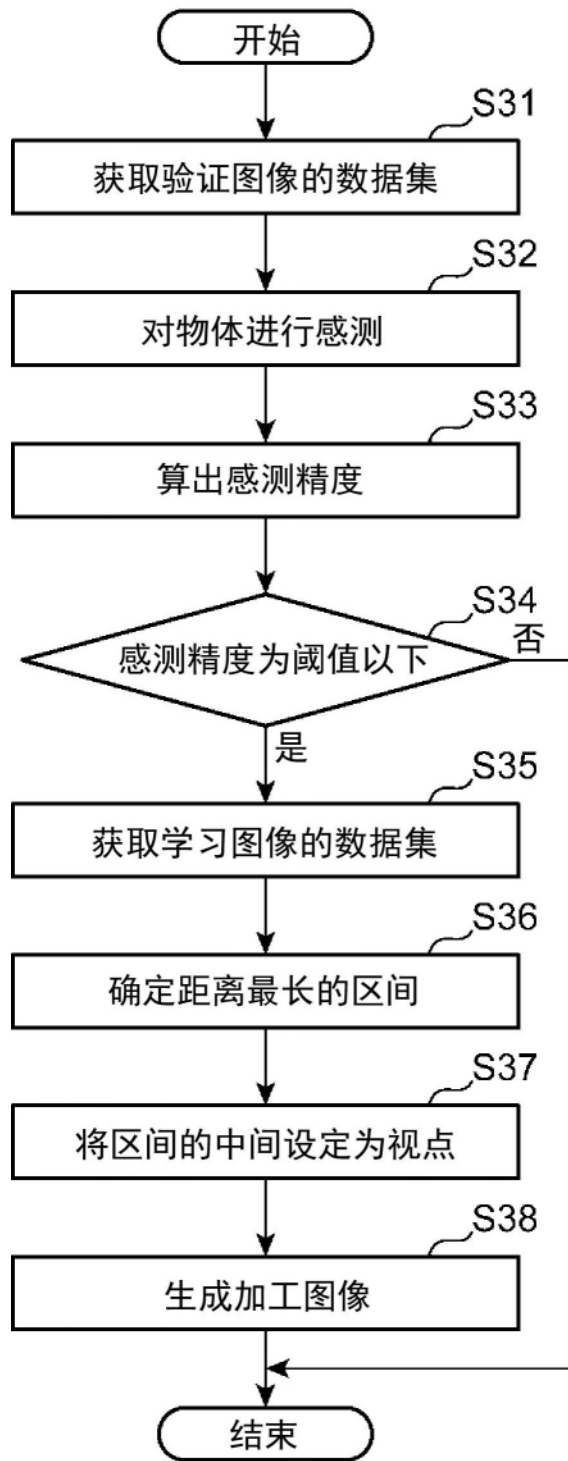 开始
S31
获取验证图像的数据集
S32
对物体进行感测
S33
算出感测精度
S34
感测精度为阈值以下
否
是
S35
获取学习图像的数据集
S36
确定距离最长的区间
S37
将区间的中间设定为视点
S38
生成加工图像
结束